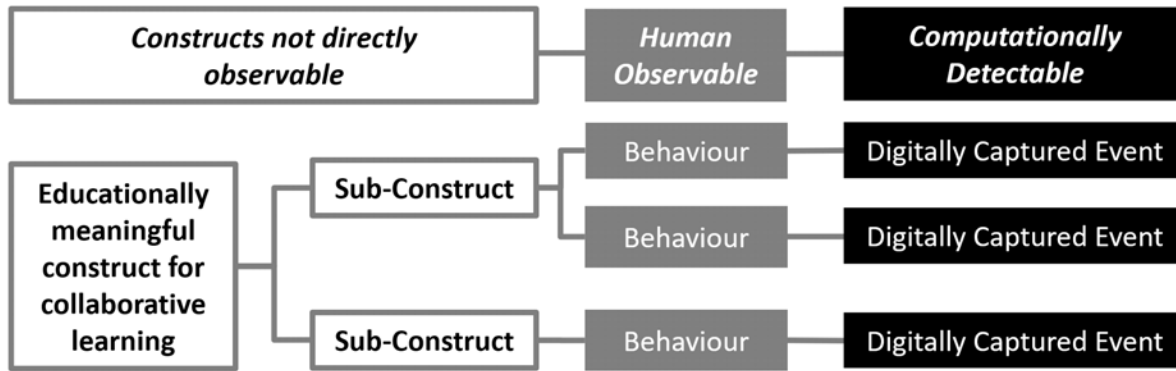 Constructs not directly
observable
Human
Observable
Computationally
Detectable
Educationally
meaningful
construct for
collaborative
learning
Sub-Construct
Sub-Construct
Behaviour
Behaviour
Behaviour
Digitally Captured Event
Digitally Captured Event
Digitally Captured Event